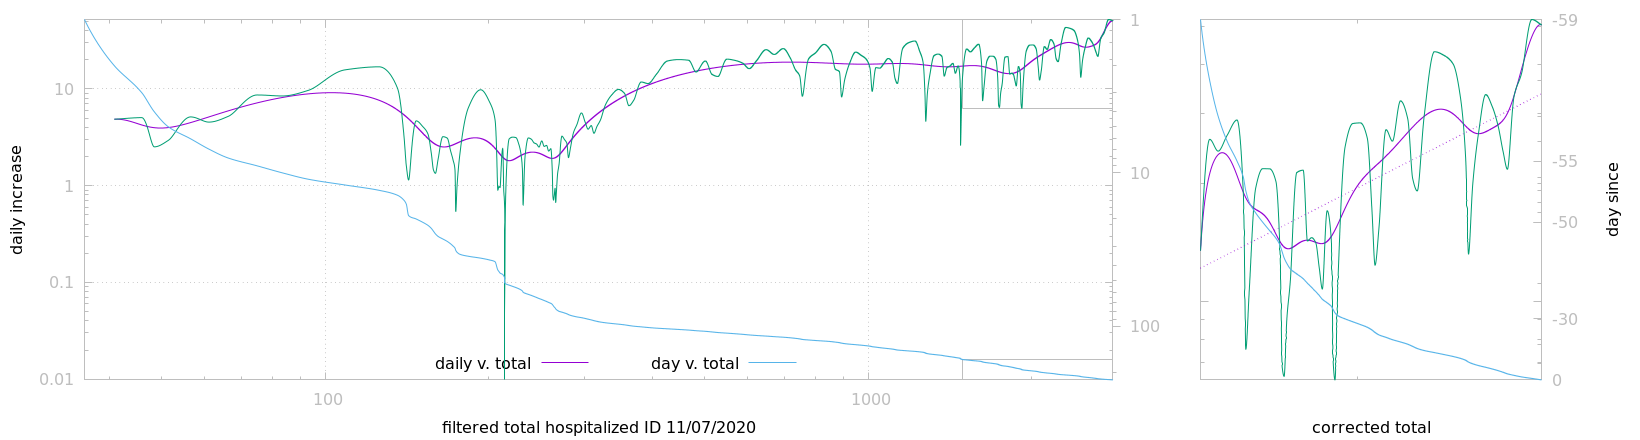 daily increase
10
1
0.1
0.01
100
1000
1
10
100
daily v. total
day v. total
filtered total hospitalized ID 11/07/2020
-59
-55
-50
-30
0
day since
corrected total